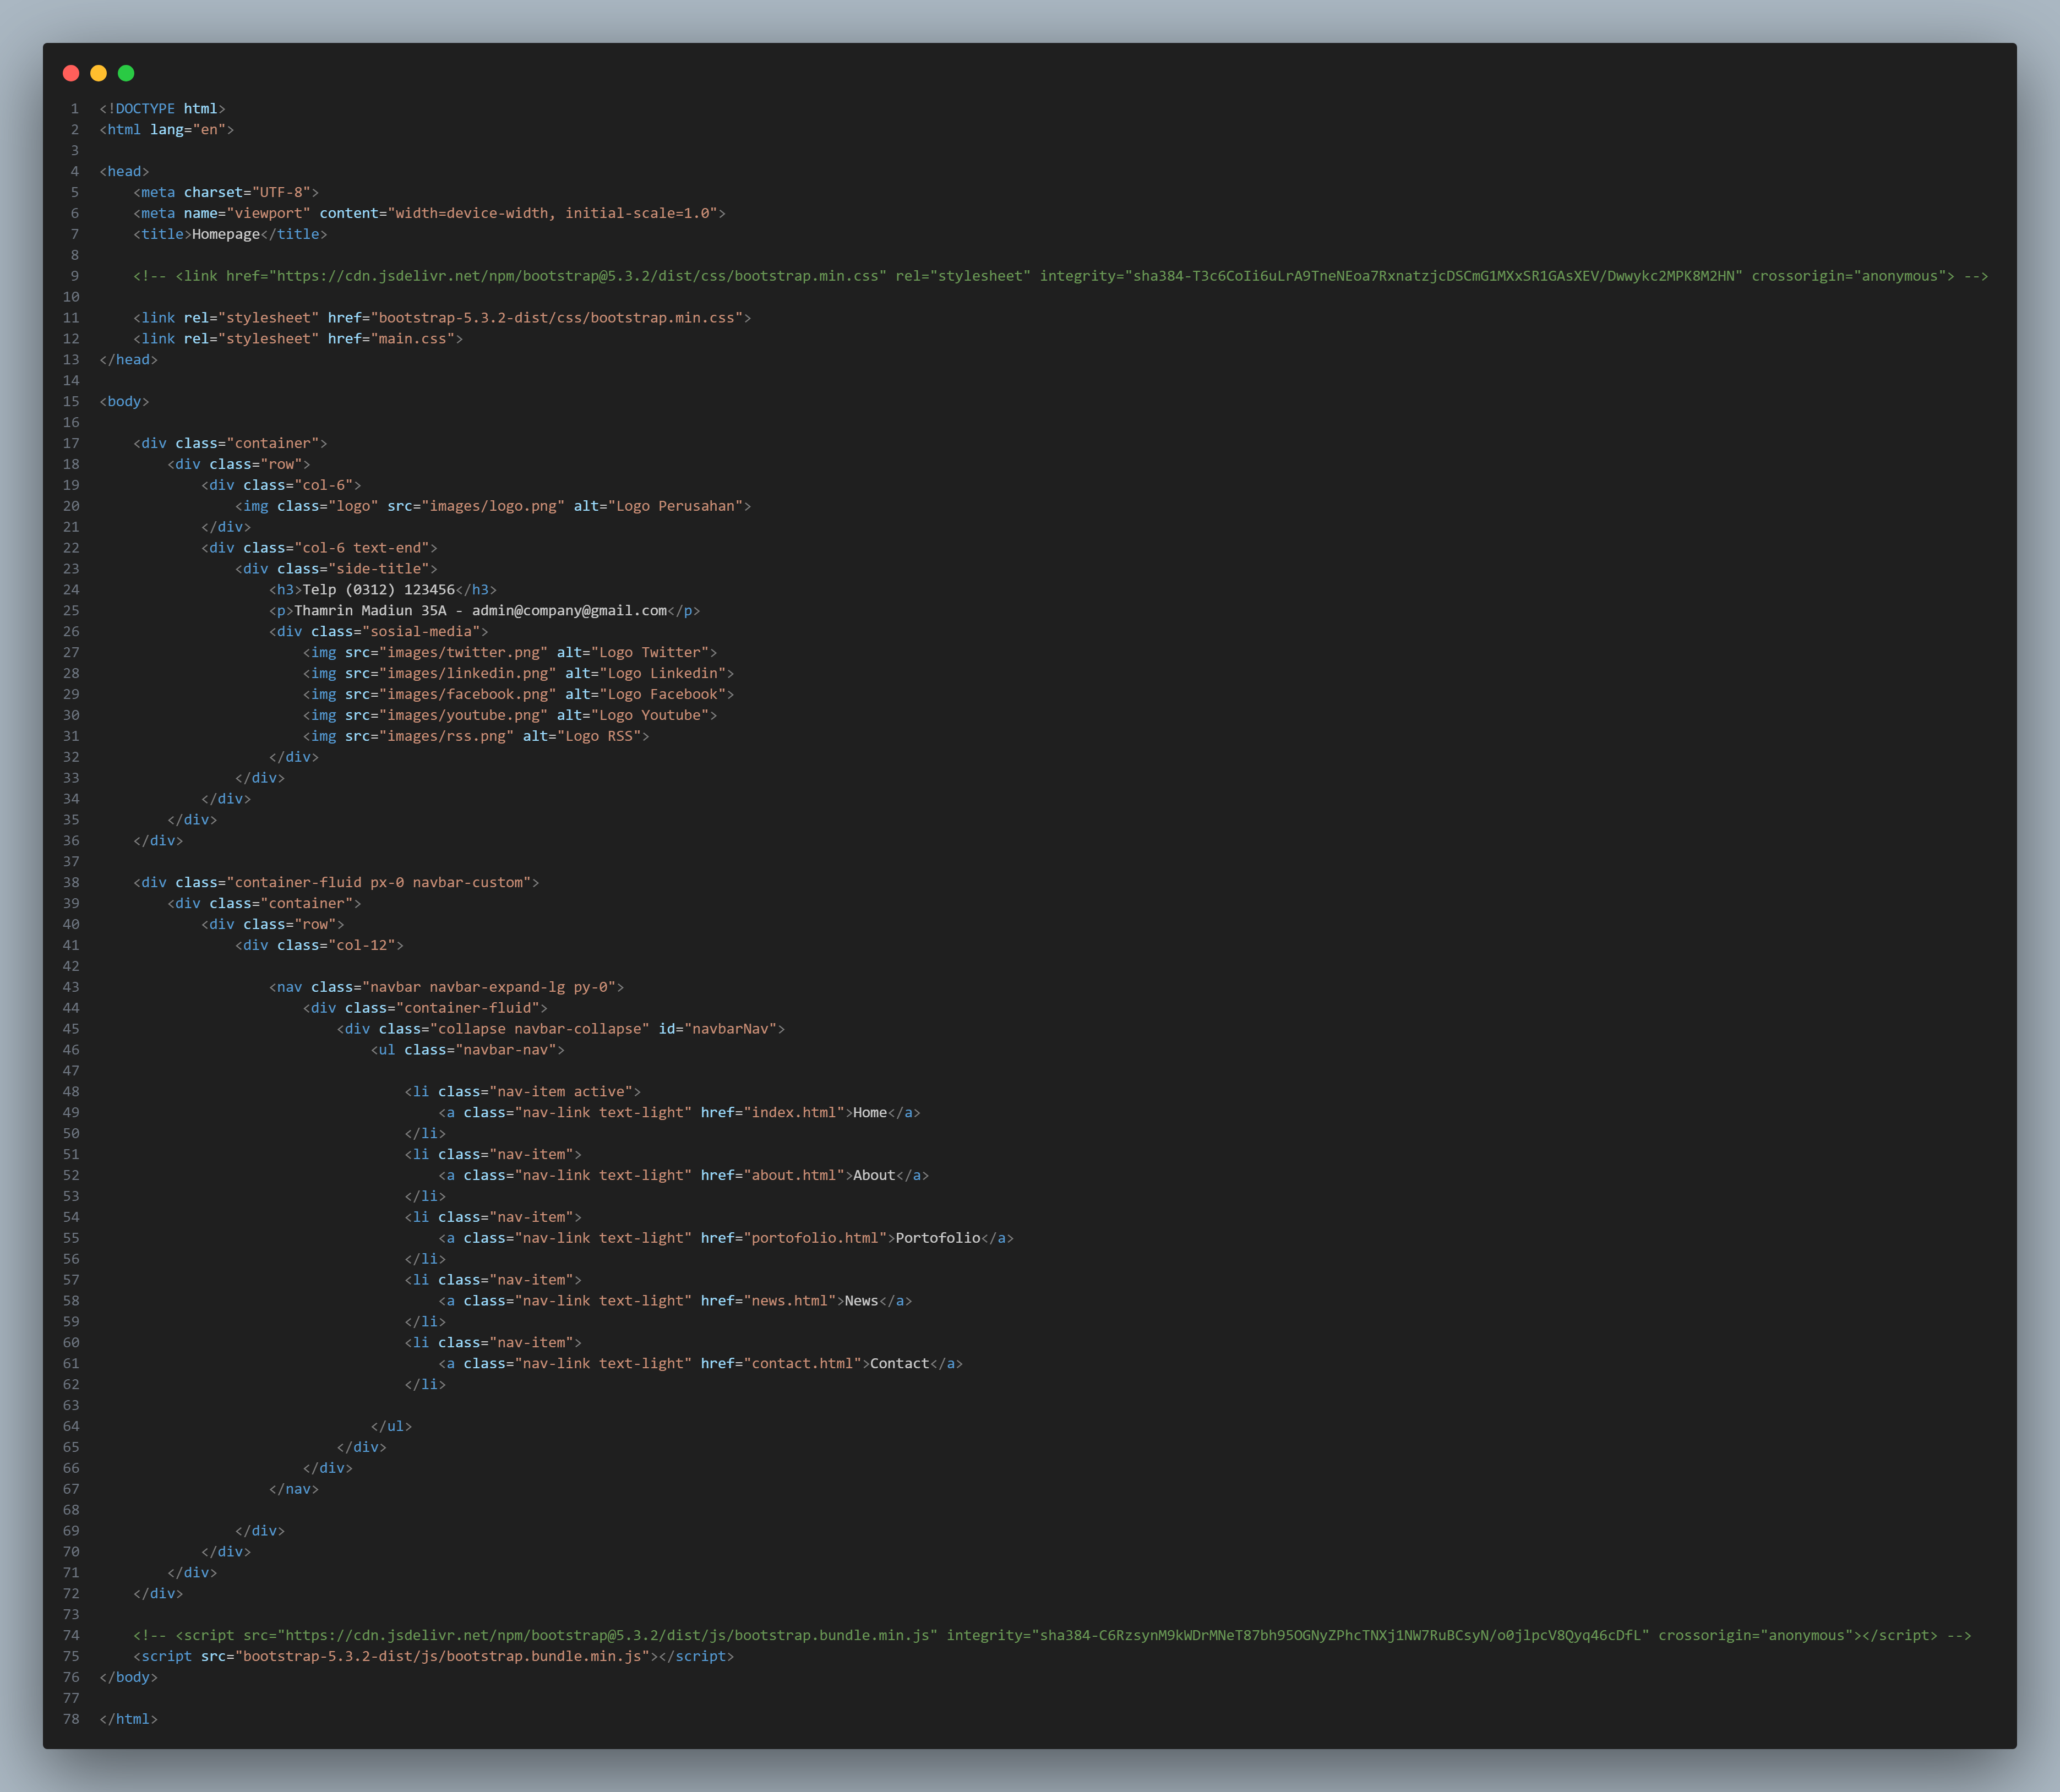 1 <!DOCTYPE html>
2 <html lang="en">
3
4 <head>
5     <meta charset="UTF-8">
6     <meta name="viewport" content="width=device-width, initial-scale=1.0">
7     <title>Homepage</title>
8
9     <!-- <link href="https://cdn.jsdelivr.net/npm/bootstrap@5.3.2/dist/css/bootstrap.min.css" rel="stylesheet" integrity="sha384-T3c6CoIi6uLrA9TneNEoa7RxnatzjcDSCmG1MXxSR1GAsXEV/Dwwykc2MPK8M2HN" crossorigin="anonymous"> -->
10
11     <link rel="stylesheet" href="bootstrap-5.3.2-dist/css/bootstrap.min.css">
12     <link rel="stylesheet" href="main.css">
13 </head>
14
15 <body>
16
17     <div class="container">
18         <div class="row">
19             <div class="col-6">
20                 <img class="logo" src="images/logo.png" alt="Logo Perusahan">
21             </div>
22             <div class="col-6 text-end">
23                 <div class="side-title">
24                     <h3>Telp (0312) 123456</h3>
25                     <p>Thamrin Madiun 35A - admin@company@gmail.com</p>
26                     <div class="sosial-media">
27                         <img src="images/twitter.png" alt="Logo Twitter">
28                         <img src="images/linkedin.png" alt="Logo Linkedin">
29                         <img src="images/facebook.png" alt="Logo Facebook">
30                         <img src="images/youtube.png" alt="Logo Youtube">
31                         <img src="images/rss.png" alt="Logo RSS">
32                     </div>
33                 </div>
34             </div>
35         </div>
36     </div>
37
38     <div class="container-fluid px-0 navbar-custom">
39         <div class="container">
40             <div class="row">
41                 <div class="col-12">
42
43                     <nav class="navbar navbar-expand-lg py-0">
44                         <div class="container-fluid">
45                             <div class="collapse navbar-collapse" id="navbarNav">
46                                 <ul class="navbar-nav">
47
48                                     <li class="nav-item active">
49                                         <a class="nav-link text-light" href="index.html">Home</a>
50                                     </li>
51                                     <li class="nav-item">
52                                         <a class="nav-link text-light" href="about.html">About</a>
53                                     </li>
54                                     <li class="nav-item">
55                                         <a class="nav-link text-light" href="portofolio.html">Portofolio</a>
56                                     </li>
57                                     <li class="nav-item">
58                                         <a class="nav-link text-light" href="news.html">News</a>
59                                     </li>
60                                     <li class="nav-item">
61                                         <a class="nav-link text-light" href="contact.html">Contact</a>
62                                     </li>
63
64                                 </ul>
65                             </div>
66                         </div>
67                     </nav>
68
69                 </div>
70             </div>
71         </div>
72     </div>
73
74     <!-- <script src="https://cdn.jsdelivr.net/npm/bootstrap@5.3.2/dist/js/bootstrap.bundle.min.js" integrity="sha384-C6RzsynM9kWDrMNeT87bh95OGNyZPhcTNXj1NW7RuBCsyN/o0jlpcV8Qyq46cDfL" crossorigin="anonymous"></script> -->
75     <script src="bootstrap-5.3.2-dist/js/bootstrap.bundle.min.js"></script>
76 </body>
77
78 </html>